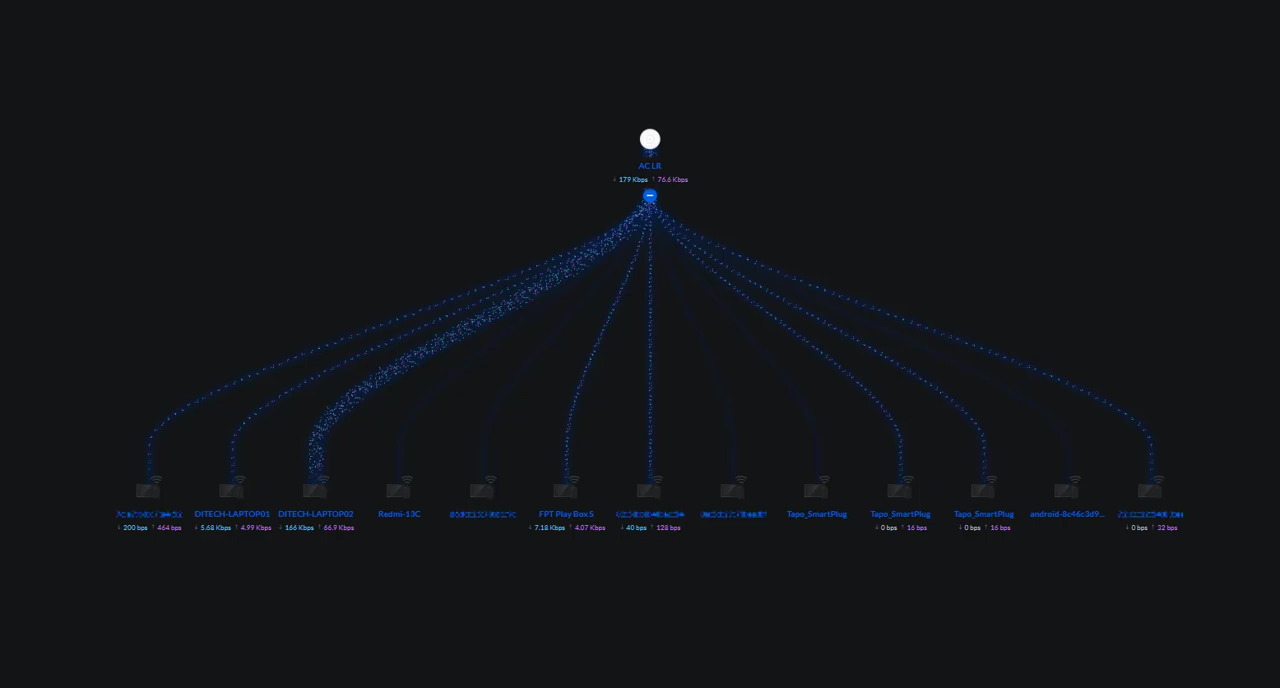 AC LR
↓ 179 Kbps ↑ 76.6 Kbps
DITECH-LAPTOP01 DITECH-LAPTOP02 Redmi-13C FPT Play Box S Tapo_SmartPlug Tapo_SmartPlug Tapo_SmartPlug android-8c46c3d9...
↓ 200 bps ↑ 464 bps ↓ 5.68 Kbps ↑ 4.99 Kbps ↓ 166 Kbps ↑ 66.9 Kbps ↓ 7.18 Kbps ↑ 4.07 Kbps ↓ 40 bps ↑ 128 bps ↓ 0 bps ↑ 16 bps ↓ 0 bps ↑ 16 bps ↓ 0 bps ↑ 32 bps